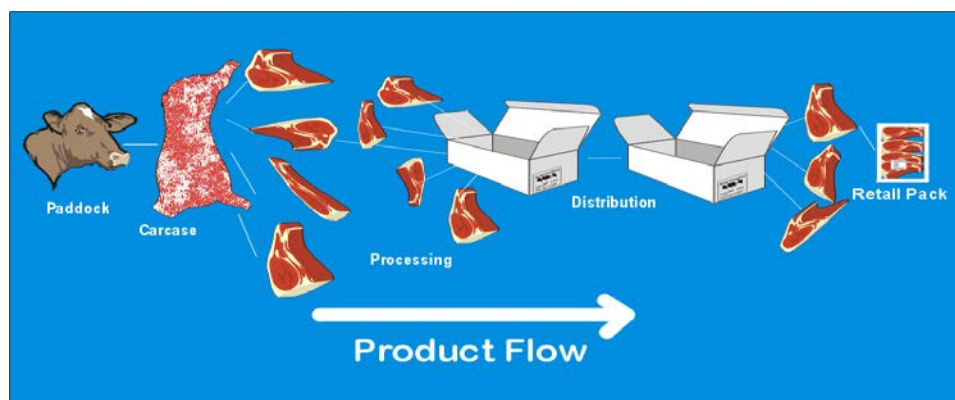 Paddock
Carcase
Processing
Distribution
Retail Pack
Product Flow